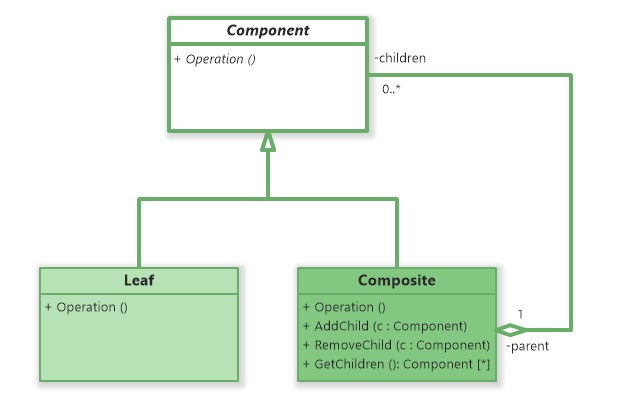 Component
+ Operation ()
-children
0..*
Leaf
+ Operation ()
Composite
+ Operation ()
+ AddChild (c : Component)
+ RemoveChild (c : Component)
+ GetChildren (): Component [*]
1
-parent